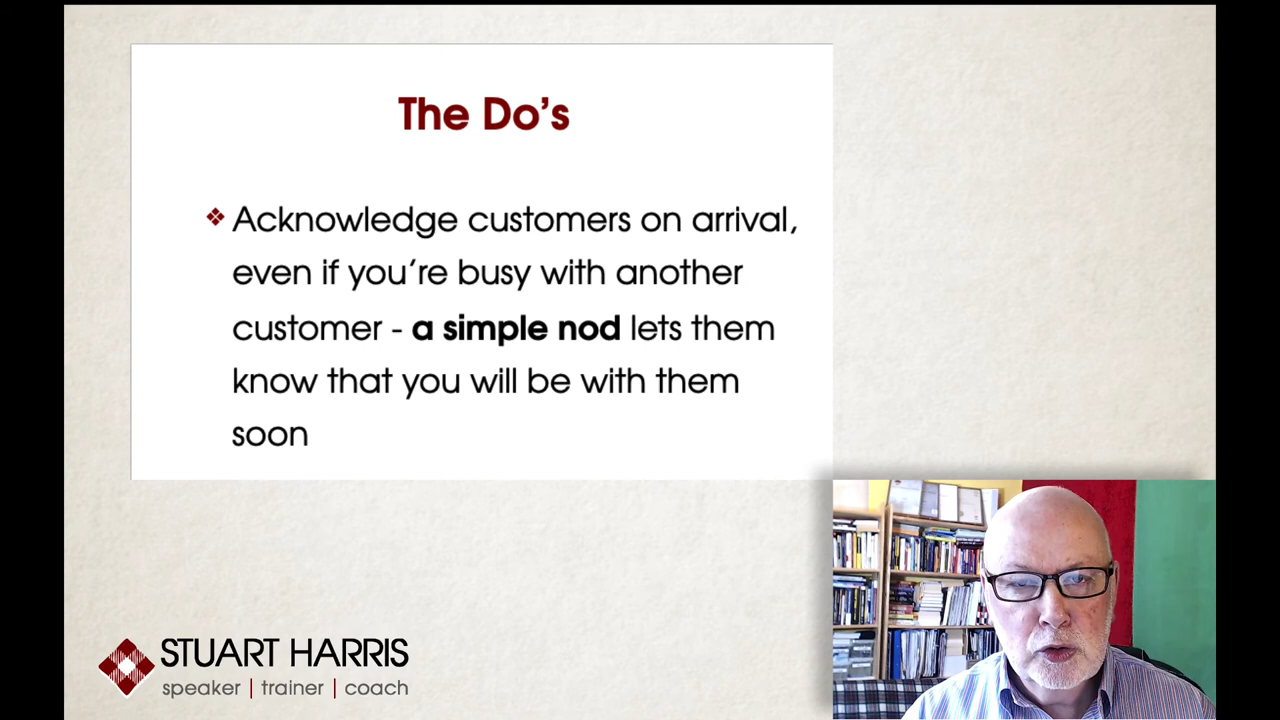 The Do’s
❖ Acknowledge customers on arrival,
even if you’re busy with another
customer - a simple nod lets them
know that you will be with them
soon
STUART HARRIS
speaker | trainer | coach